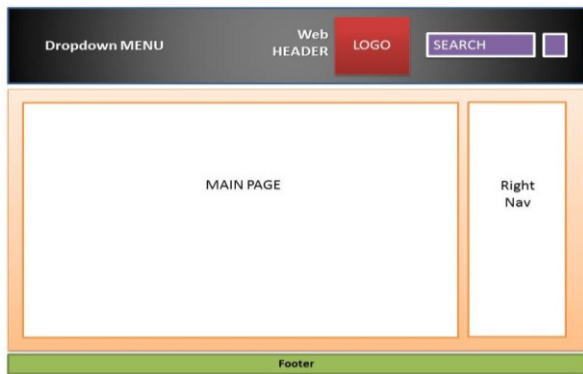 Dropdown MENU
Web
HEADER
LOGO
SEARCH
MAIN PAGE
Right
Nav
Footer